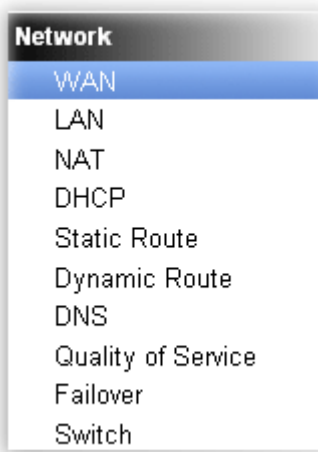 Network
WAN
LAN
NAT
DHCP
Static Route
Dynamic Route
DNS
Quality of Service
Failover
Switch